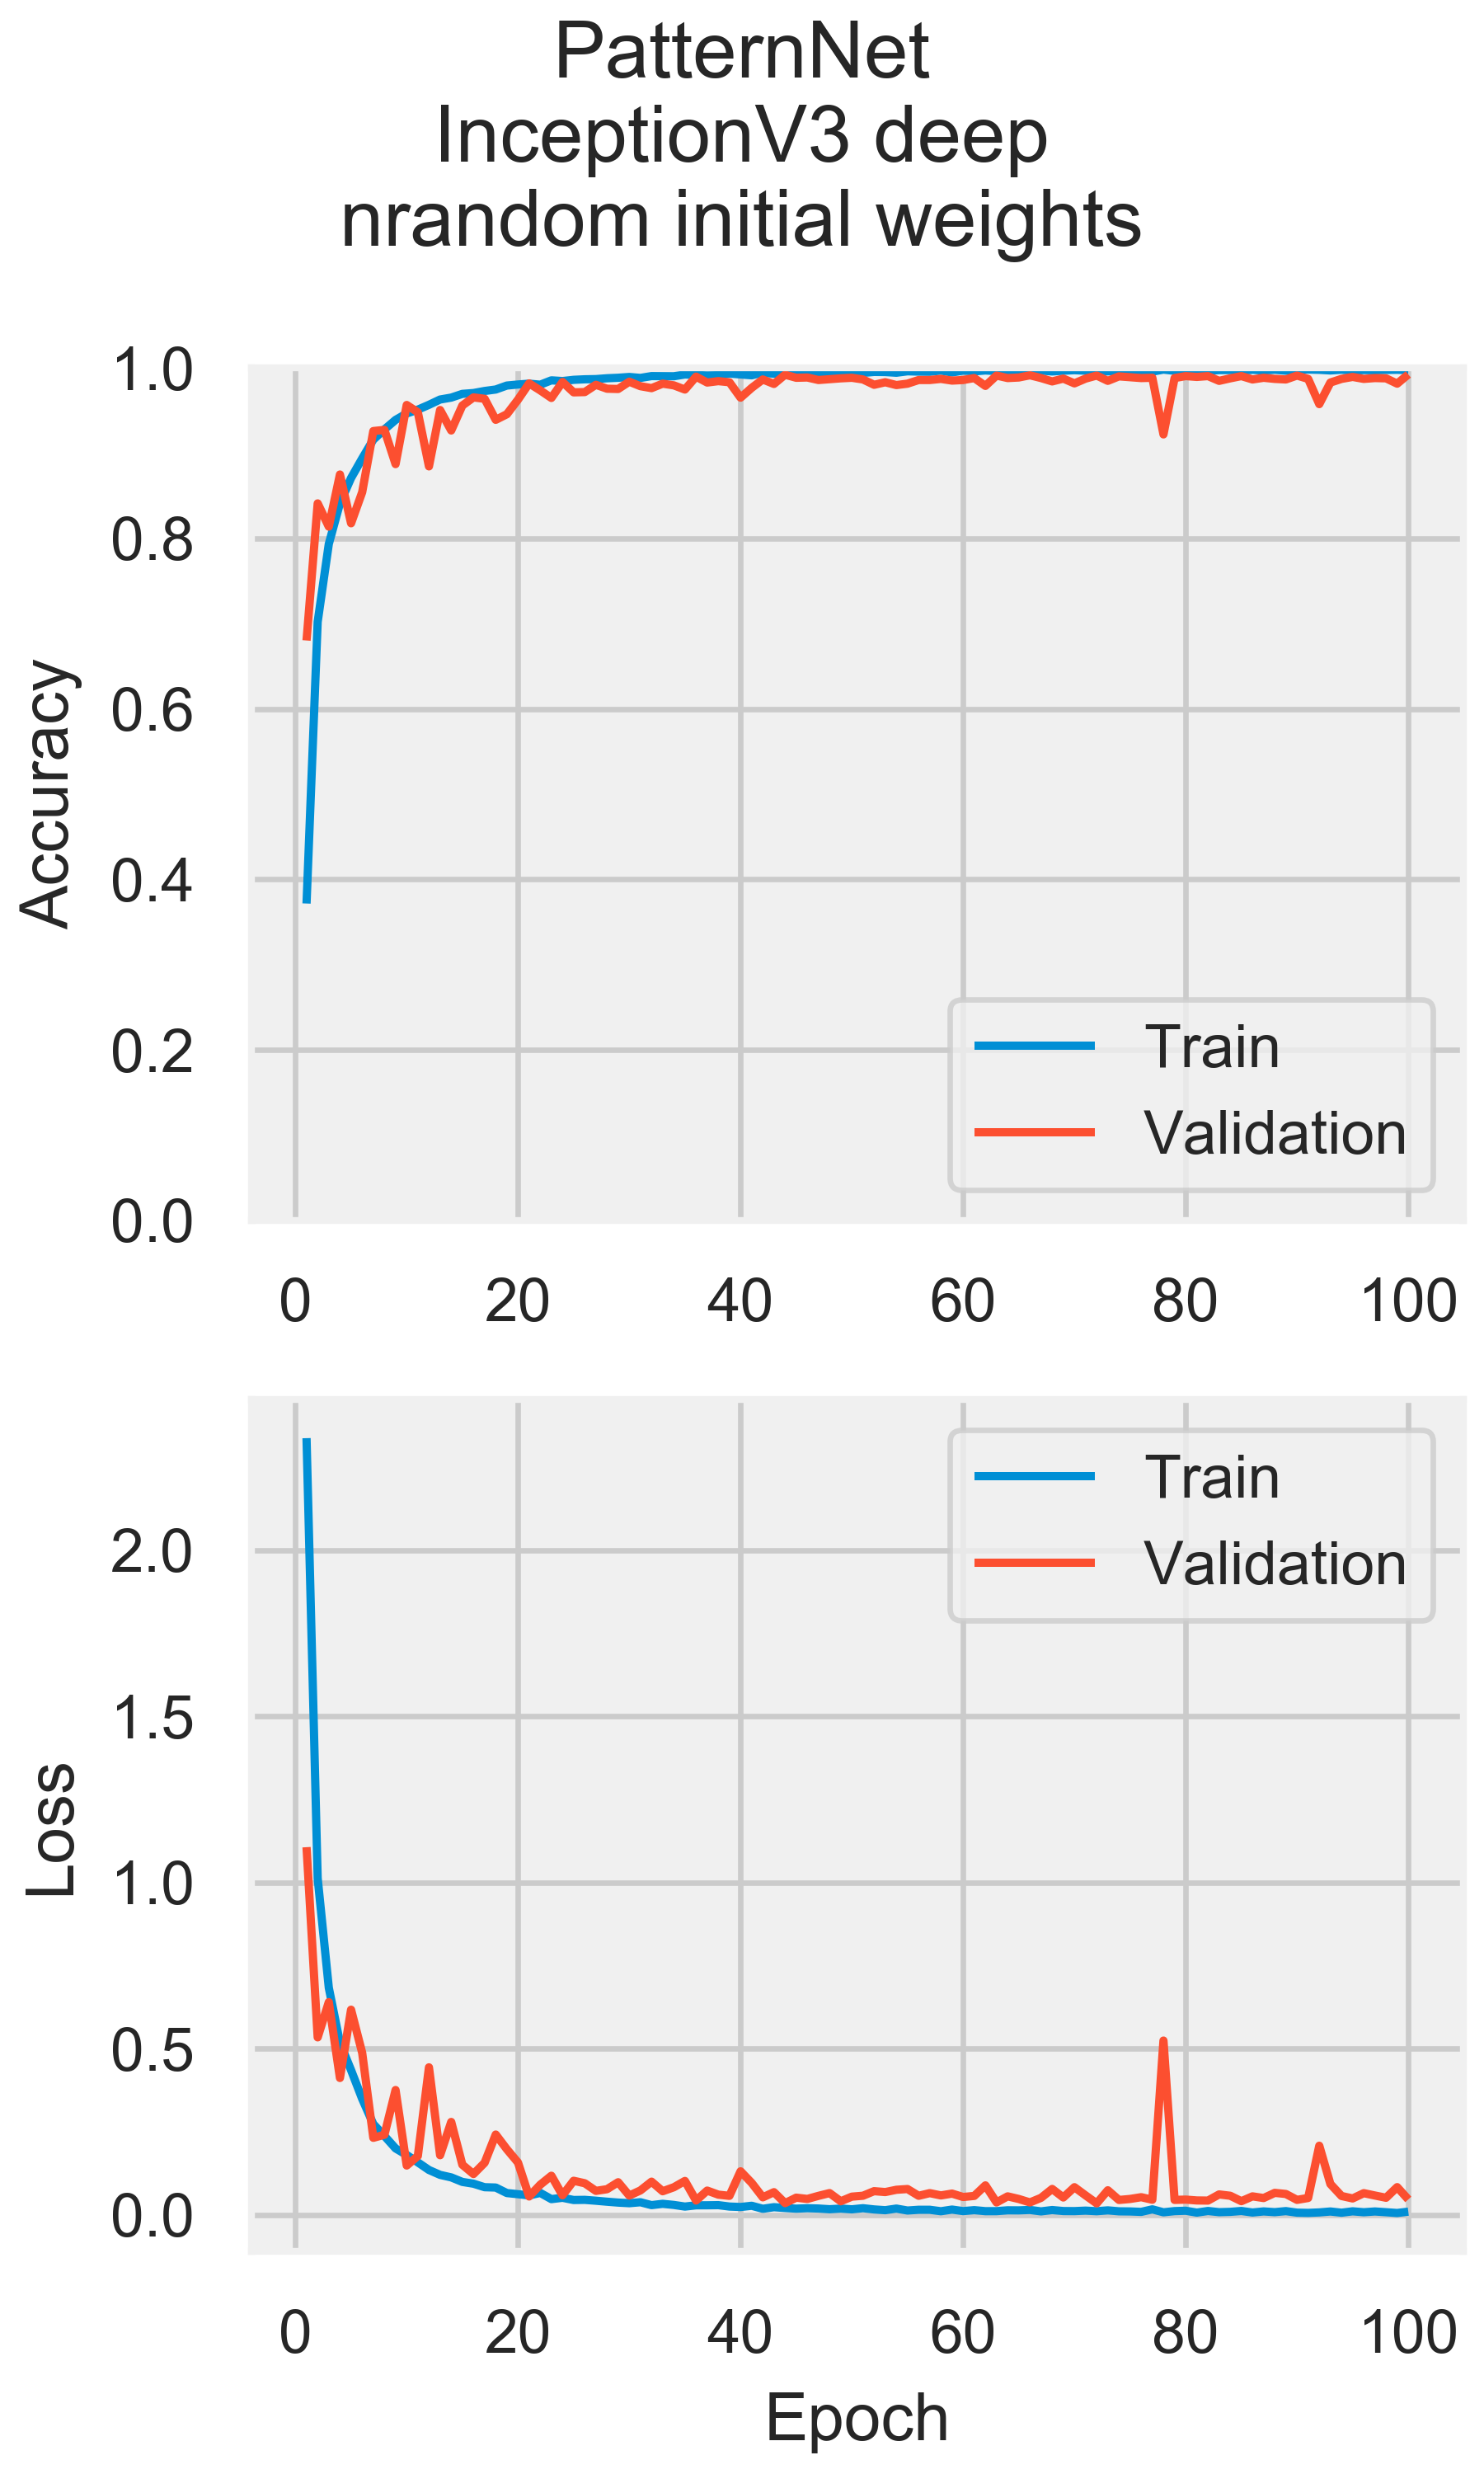 PatternNet
InceptionV3 deep
nrandom initial weights
1.0
0.8
0.6
0.4
0.2
0.0
Accuracy
Train
Validation
0 20 40 60 80 100
2.0
1.5
1.0
0.5
0.0
Loss
Train
Validation
0 20 40 60 80 100
Epoch